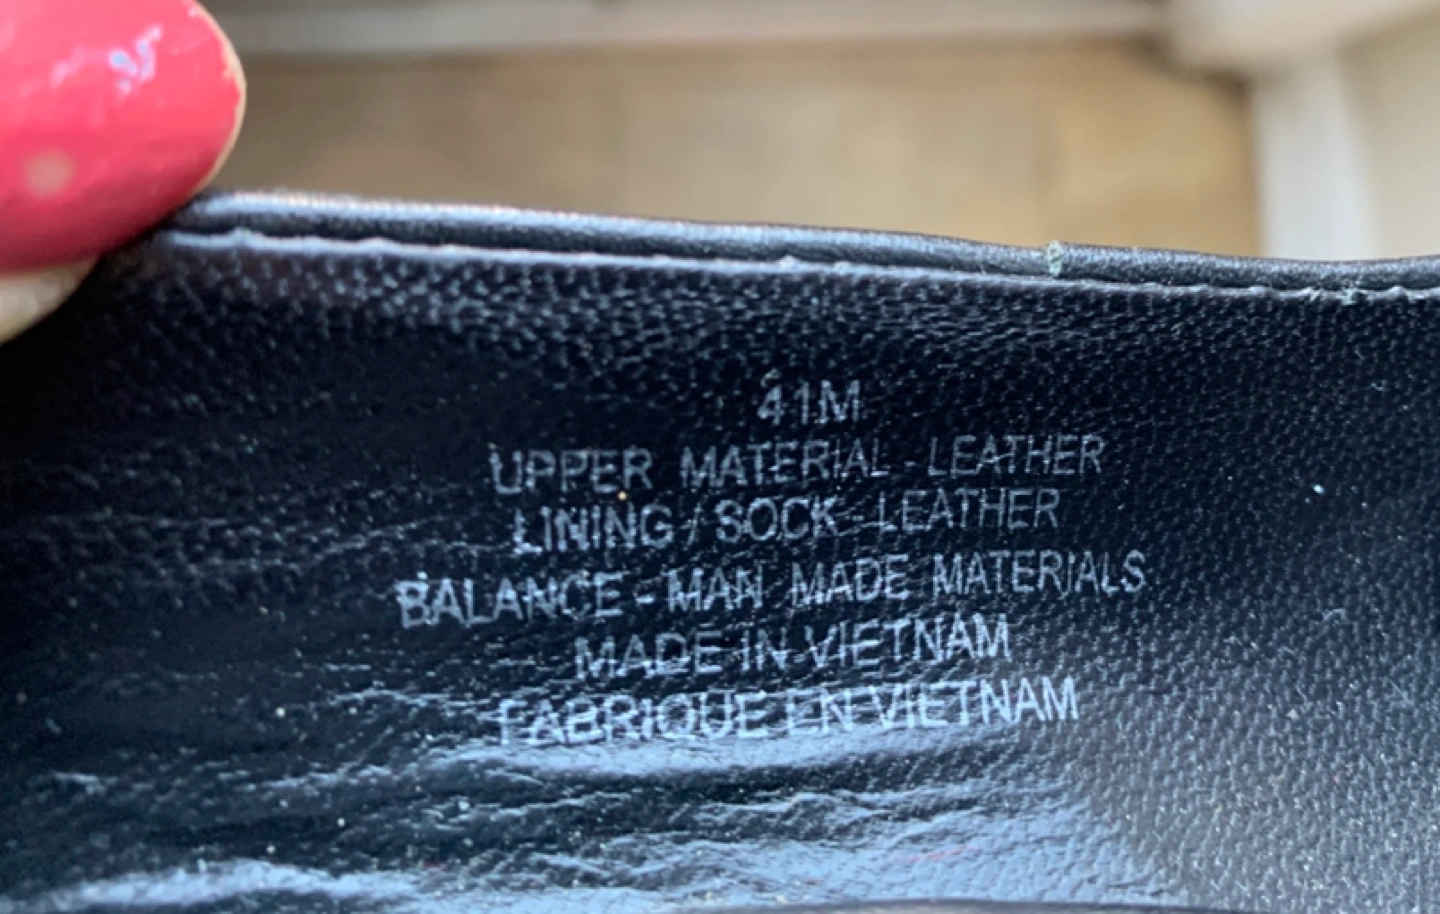 41M
UPPER MATERIAL - LEATHER
LINING / SOCK - LEATHER
BALANCE - MAN MADE MATERIALS
MADE IN VIETNAM
FABRIQUE EN VIETNAM